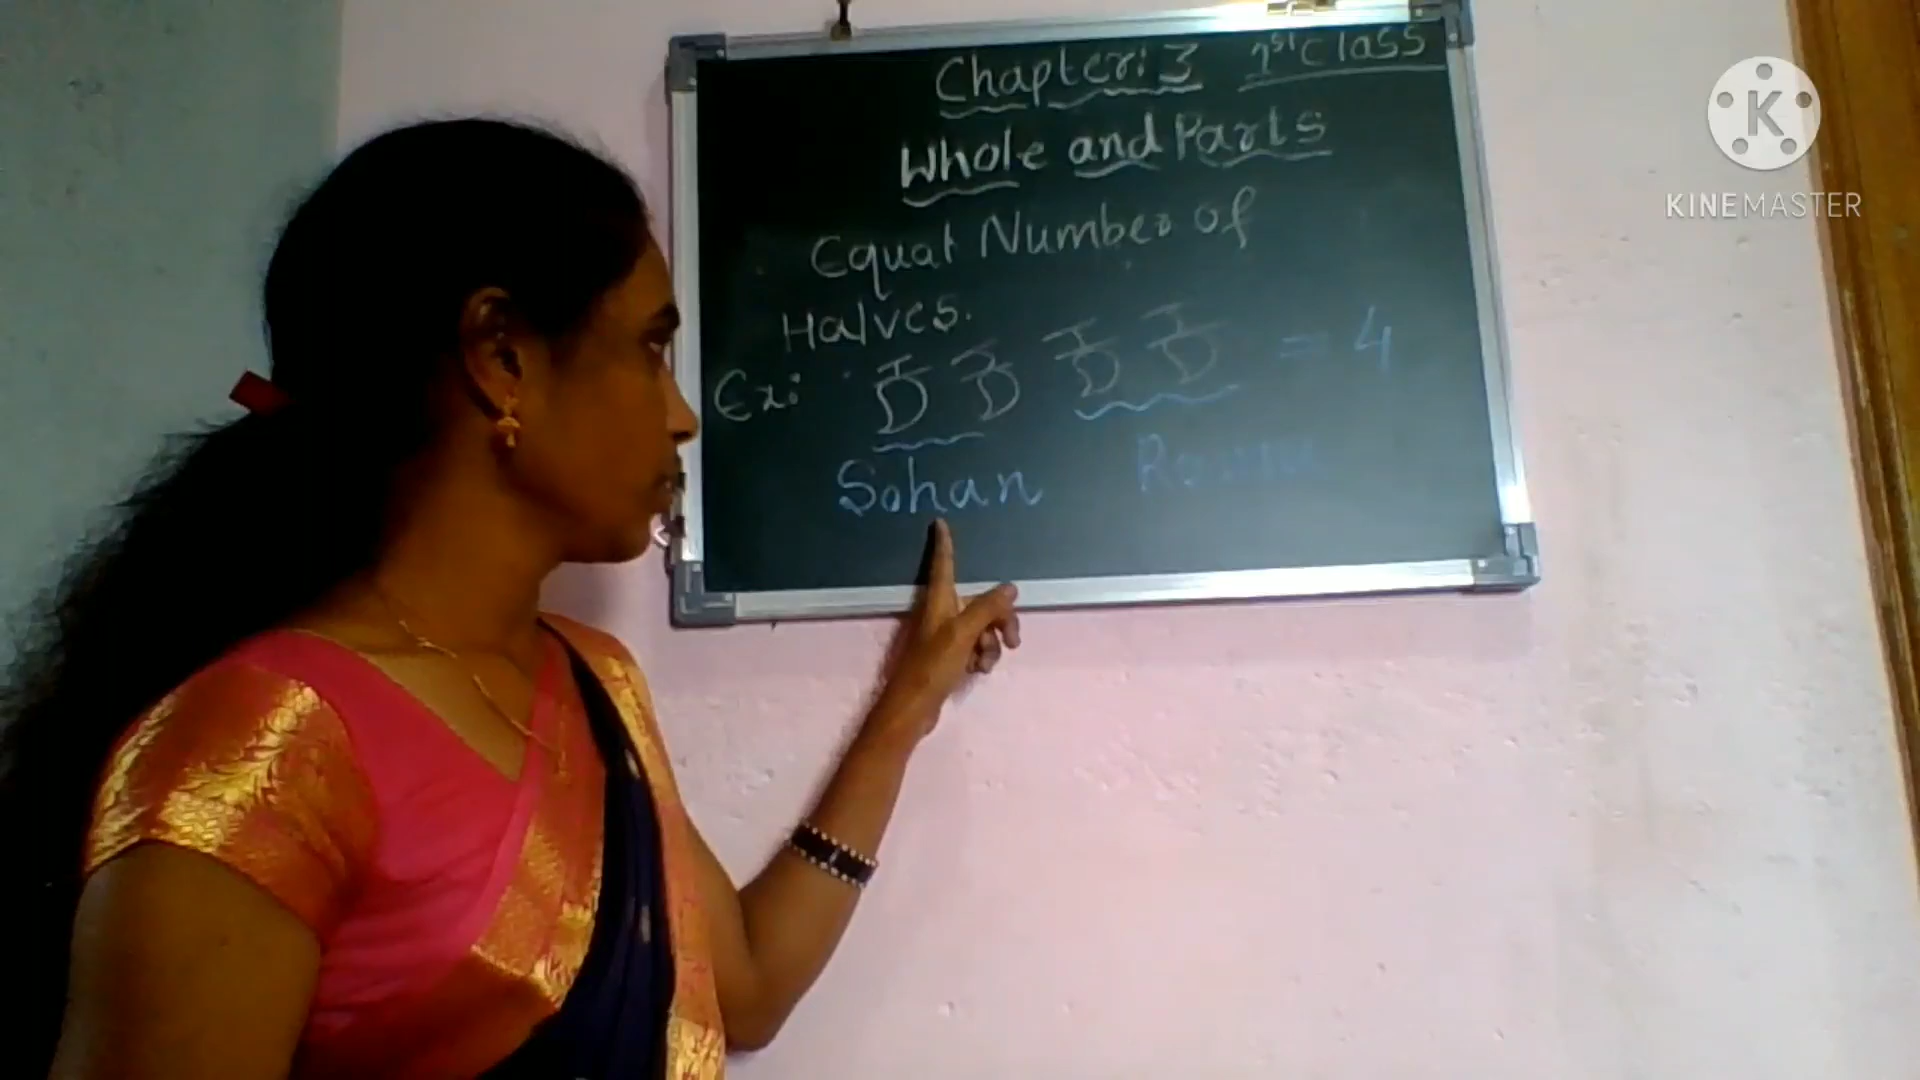 Chapter: 3 1st Class
Whole and Parts
Equal Number of
Halves.
Ex: = 4
Sohan
K
KINEMASTER